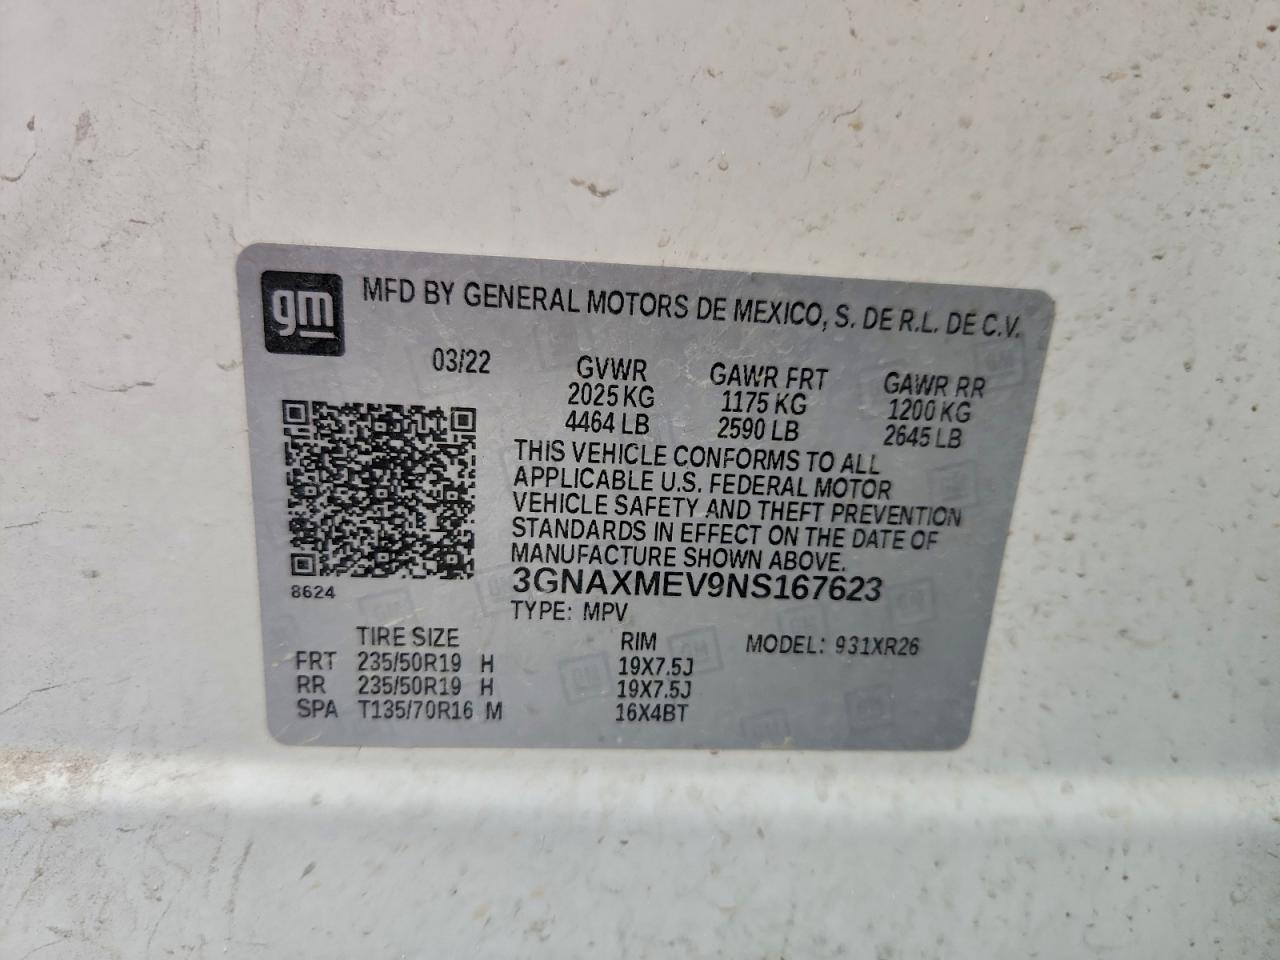 gm
MFD BY GENERAL MOTORS DE MEXICO, S. DE R.L. DE C.V.
03/22 GVWR GAWR FRT GAWR RR
2025 KG 1175 KG 1200 KG
4464 LB 2590 LB 2645 LB
THIS VEHICLE CONFORMS TO ALL
APPLICABLE U.S. FEDERAL MOTOR
VEHICLE SAFETY AND THEFT PREVENTION
STANDARDS IN EFFECT ON THE DATE OF
MANUFACTURE SHOWN ABOVE.
8624 3GNAXMEV9NS167623
TYPE: MPV
TIRE SIZE RIM MODEL: 931XR26
FRT 235/50R19 H 19X7.5J
RR 235/50R19 H 19X7.5J
SPA T135/70R16 M 16X4BT